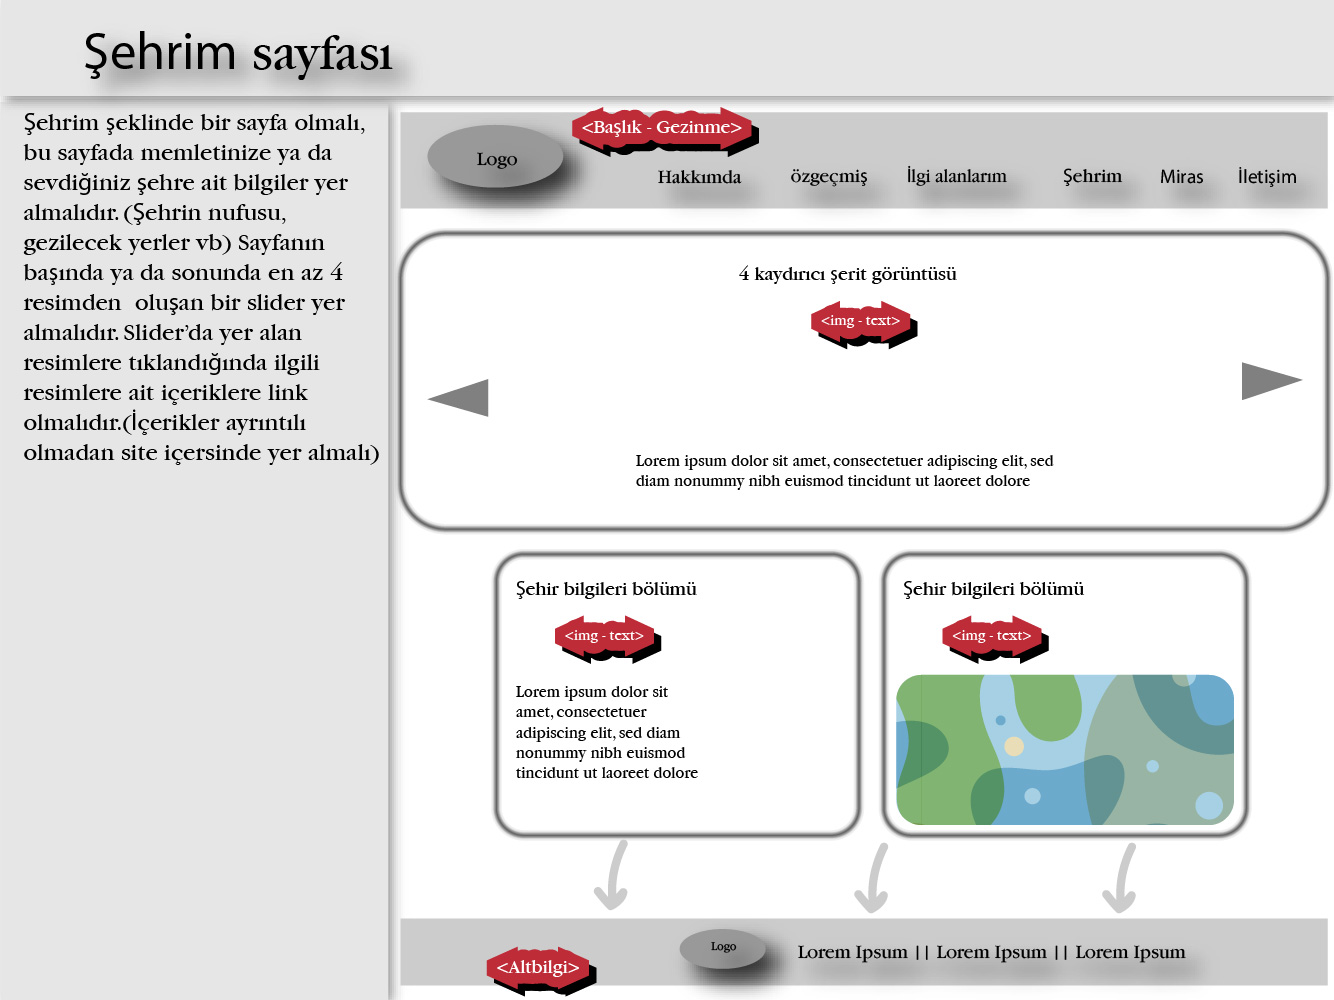 Şehrim sayfası
Şehrim şeklinde bir sayfa olmalı,
bu sayfada memletinize ya da
sevdiğiniz şehre ait bilgiler yer
almalıdır. (Şehrin nufusu,
gezilecek yerler vb) Sayfanın
başında ya da sonunda en az 4
resimden oluşan bir slider yer
almalıdır. Slider’da yer alan
resimlere tıklandığında ilgili
resimlere ait içeriklere link
olmalıdır.(İçerikler ayrıntılı
olmadan site içersinde yer almalı)
<Başlık - Gezinme>
Logo
Hakkımda özgeçmiş İlgi alanlarım Şehrim Miras İletişim
4 kaydırıcı şerit görüntüsü
<img - text>
Lorem ipsum dolor sit amet, consectetuer adipiscing elit, sed
diam nonummy nibh euismod tincidunt ut laoreet dolore
Şehir bilgileri bölümü
<img - text>
Lorem ipsum dolor sit
amet, consectetuer
adipiscing elit, sed diam
nonummy nibh euismod
tincidunt ut laoreet dolore
Şehir bilgileri bölümü
<img - text>
<Altbilgi>
Logo
Lorem Ipsum || Lorem Ipsum || Lorem Ipsum